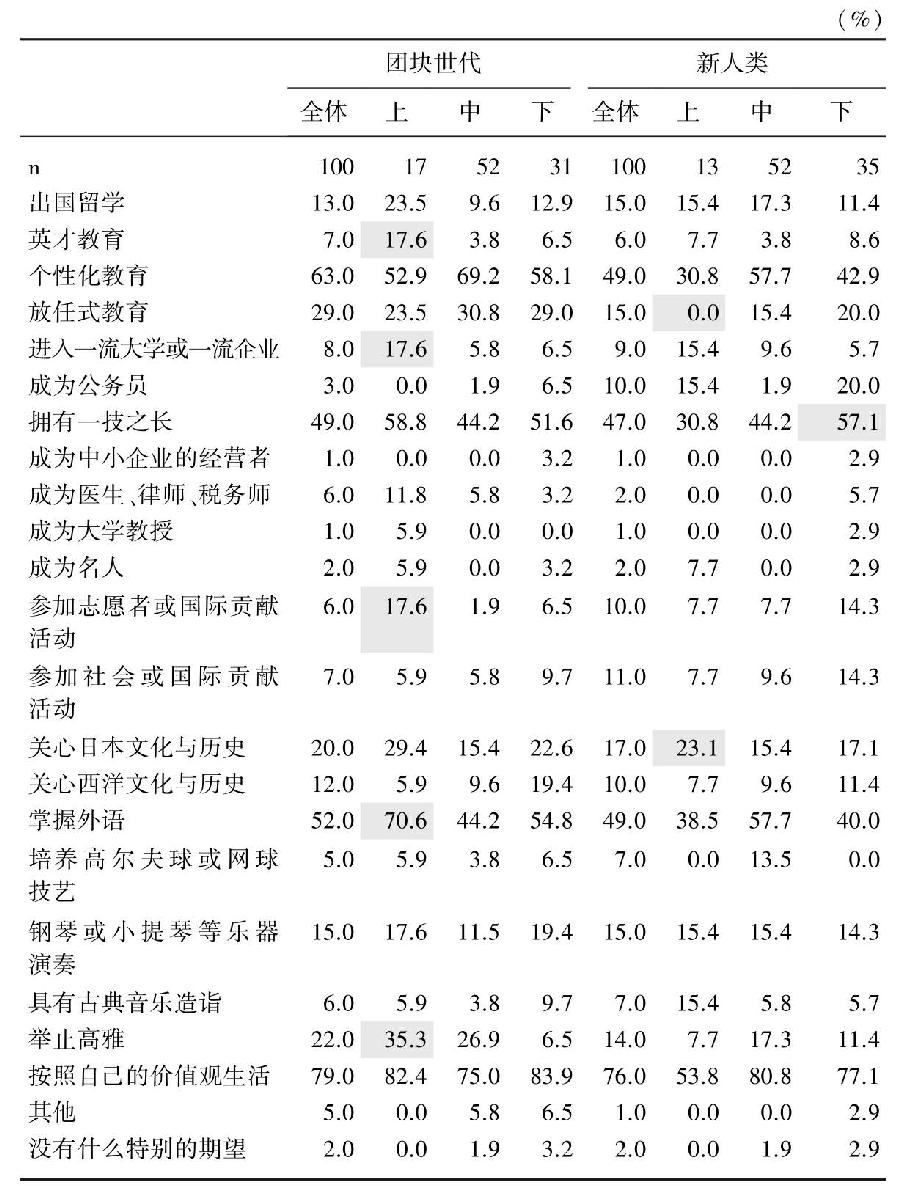 (%)
团块世代 新人类
全体 上 中 下 全体 上 中 下
n 100 17 52 31 100 13 52 35
出国留学 13.0 23.5 9.6 12.9 15.0 15.4 17.3 11.4
英才教育 7.0 17.6 3.8 6.5 6.0 7.7 3.8 8.6
个性化教育 63.0 52.9 69.2 58.1 49.0 30.8 57.7 42.9
放任式教育 29.0 23.5 30.8 29.0 15.0 0.0 15.4 20.0
进入一流大学或一流企业 8.0 17.6 5.8 6.5 9.0 15.4 9.6 5.7
成为公务员 3.0 0.0 1.9 6.5 10.0 15.4 1.9 20.0
拥有一技之长 49.0 58.8 44.2 51.6 47.0 30.8 44.2 57.1
成为中小企业的经营者 1.0 0.0 0.0 3.2 1.0 0.0 0.0 2.9
成为医生、律师、税务师 6.0 11.8 5.8 3.2 2.0 0.0 0.0 5.7
成为大学教授 1.0 5.9 0.0 0.0 1.0 0.0 0.0 2.9
成为名人 2.0 5.9 0.0 3.2 2.0 7.7 0.0 2.9
参加志愿者或国际贡献 6.0 17.6 1.9 6.5 10.0 7.7 7.7 14.3
活动
参加社会或国际贡献 7.0 5.9 5.8 9.7 11.0 7.7 9.6 14.3
活动
关心日本文化与历史 20.0 29.4 15.4 22.6 17.0 23.1 15.4 17.1
关心西洋文化与历史 12.0 5.9 9.6 19.4 10.0 7.7 9.6 11.4
掌握外语 52.0 70.6 44.2 54.8 49.0 38.5 57.7 40.0
培养高尔夫球或网球 5.0 5.9 3.8 6.5 7.0 0.0 13.5 0.0
技艺
钢琴或小提琴等乐器 15.0 17.6 11.5 19.4 15.0 15.4 15.4 14.3
演奏
具有古典音乐造诣 6.0 5.9 3.8 9.7 7.0 15.4 5.8 5.7
举止高雅 22.0 35.3 26.9 6.5 14.0 7.7 17.3 11.4
按照自己的价值观生活 79.0 82.4 75.0 83.9 76.0 53.8 80.8 77.1
其他 5.0 0.0 5.8 6.5 1.0 0.0 0.0 2.9
没有什么特别的期望 2.0 0.0 1.9 3.2 2.0 0.0 1.9 2.9